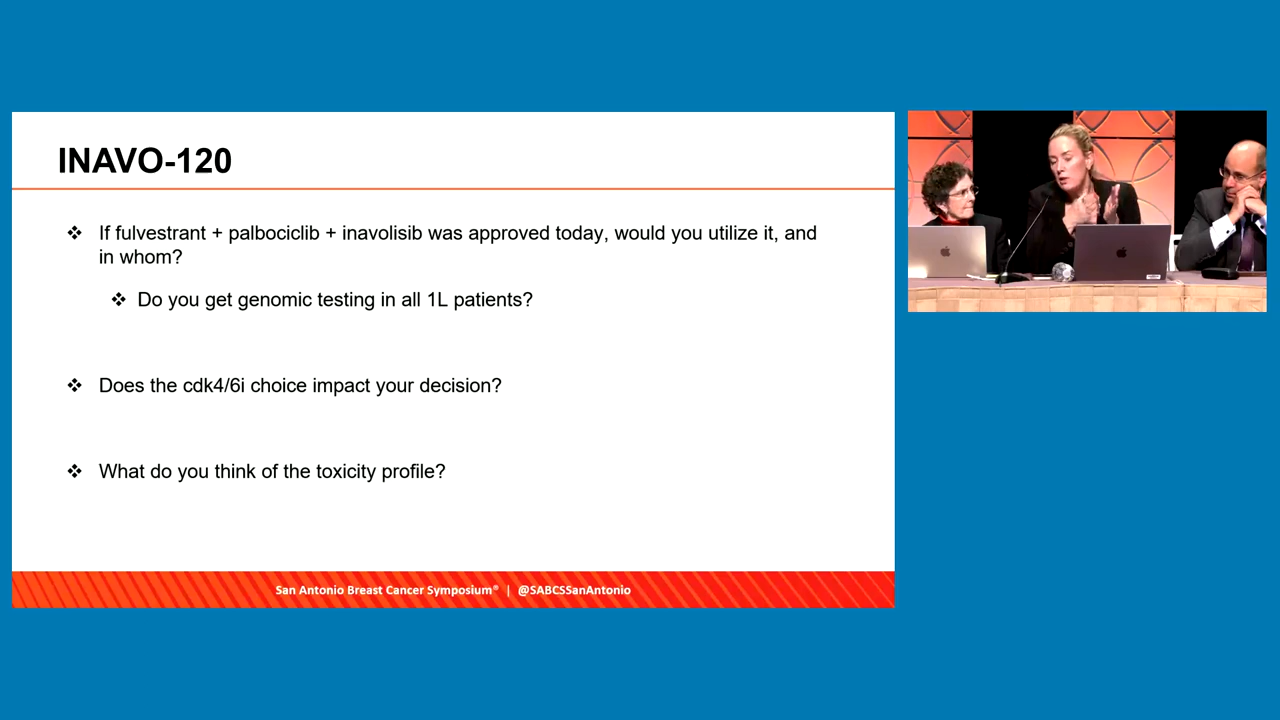 INAVO-120
❖ If fulvestrant + palbociclib + inavolisib was approved today, would you utilize it, and
in whom?
❖ Do you get genomic testing in all 1L patients?
❖ Does the cdk4/6i choice impact your decision?
❖ What do you think of the toxicity profile?
San Antonio Breast Cancer Symposium® | @SABCSSanAntonio